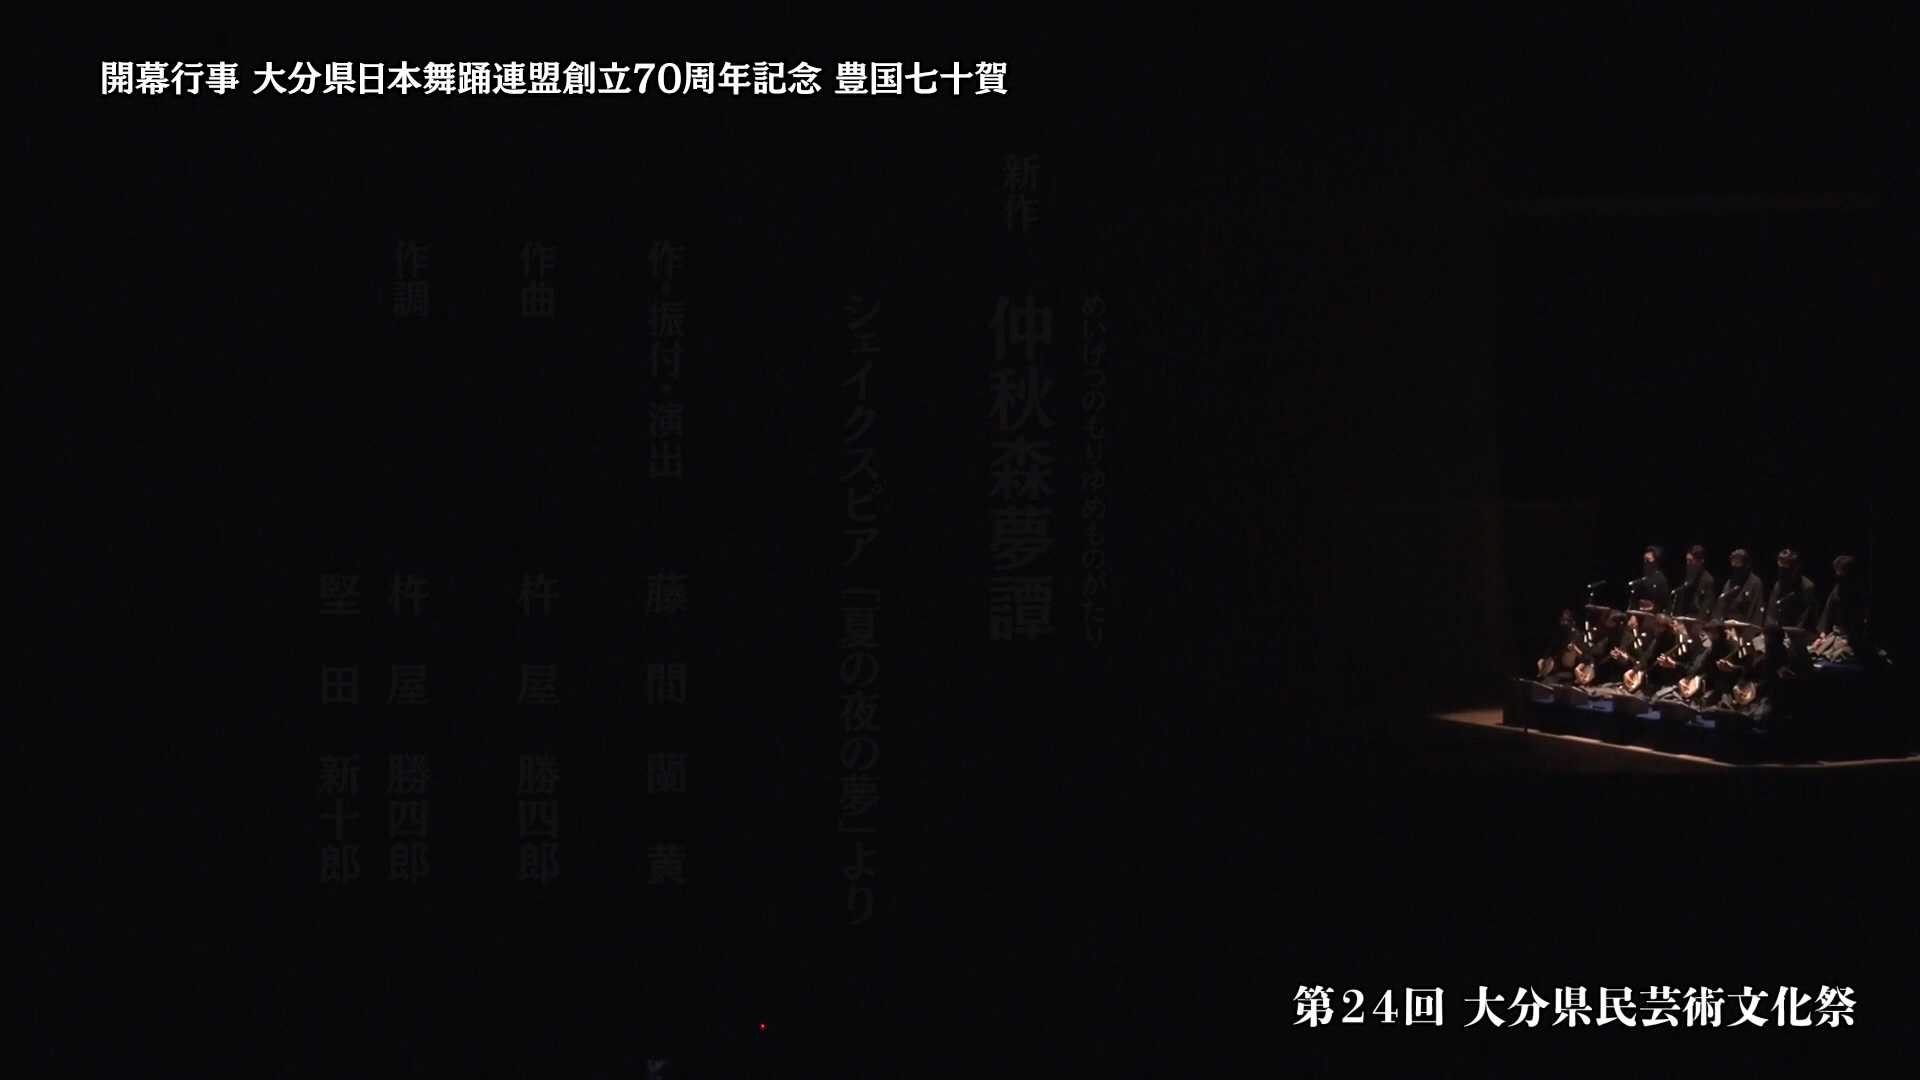 開幕行事 大分県日本舞踊連盟創立70周年記念 豊国七十賀
新作 仲秋森夢譚
めいげつのもりゆめものがたり
シェイクスピア「夏の夜の夢」より
作・振付・演出 藤間蘭黄
作曲 杵屋勝四郎
作調 杵屋勝四郎
堅田新十郎
第24回 大分県民芸術文化祭